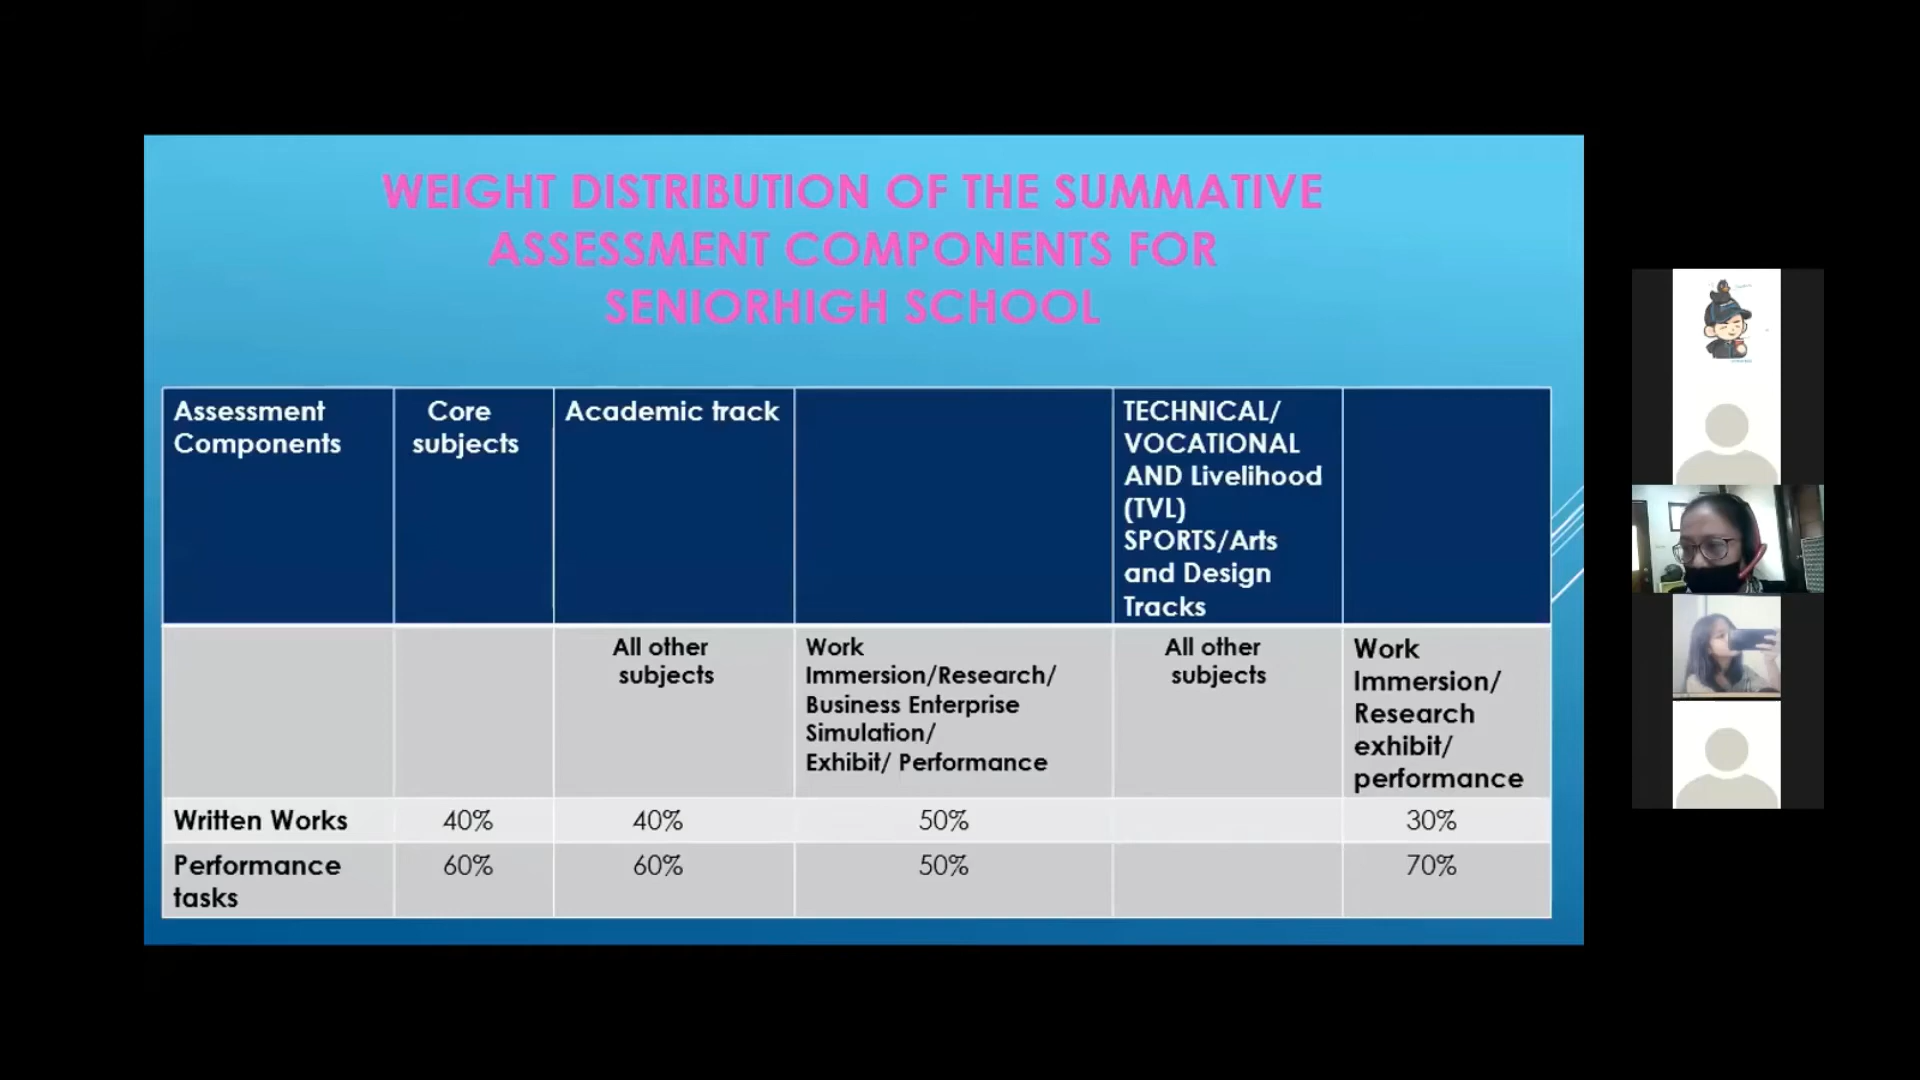 WEIGHT DISTRIBUTION OF THE SUMMATIVE
ASSESSMENT COMPONENTS FOR
SENIORHIGH SCHOOL
Assessment
Components
Core
subjects
Academic track
TECHNICAL/
VOCATIONAL
AND Livelihood
(TVL)
SPORTS/Arts
and Design
Tracks
All other
subjects
Work
Immersion/Research/
Business Enterprise
Simulation/
Exhibit/ Performance
All other
subjects
Work
Immersion/
Research
exhibit/
performance
Written Works 40% 40% 50% 30%
Performance
tasks
60% 60% 50% 70%